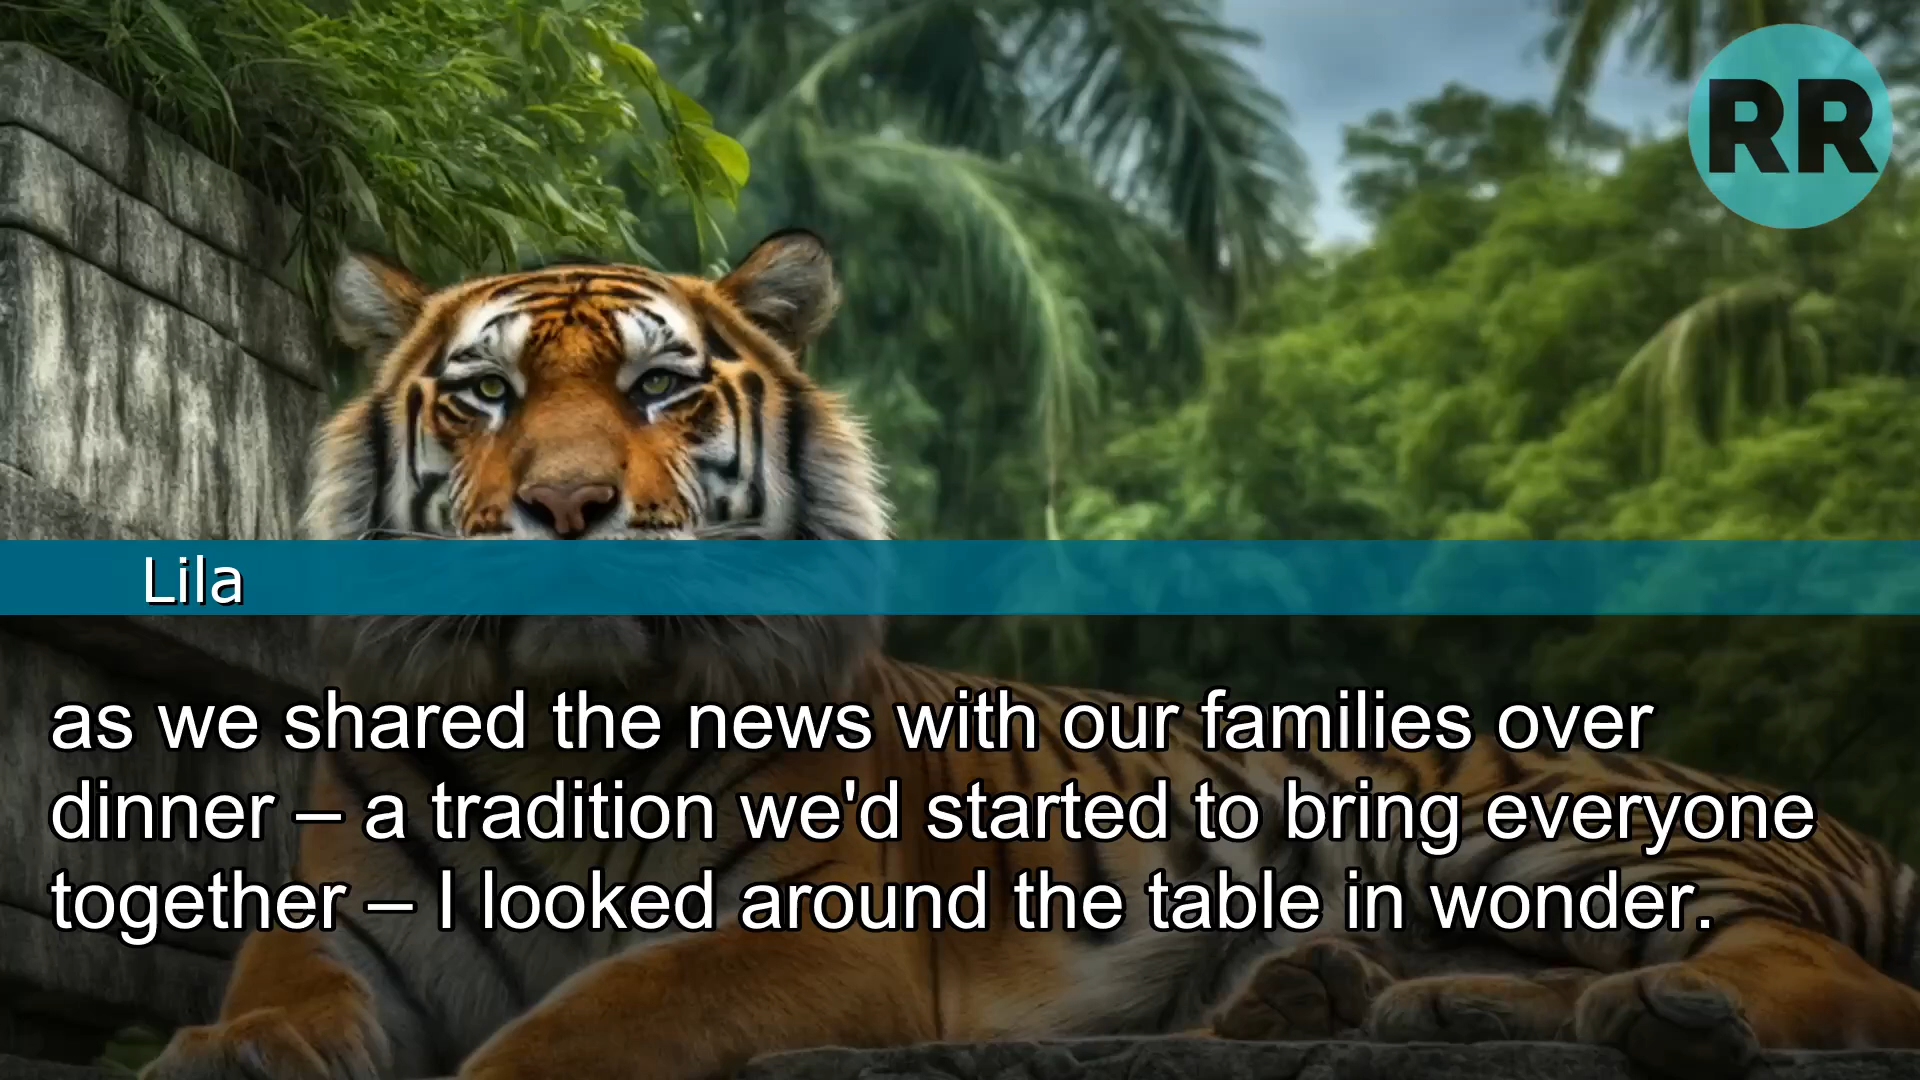 RR
Lila
as we shared the news with our families over
dinner – a tradition we'd started to bring everyone
together – I looked around the table in wonder.